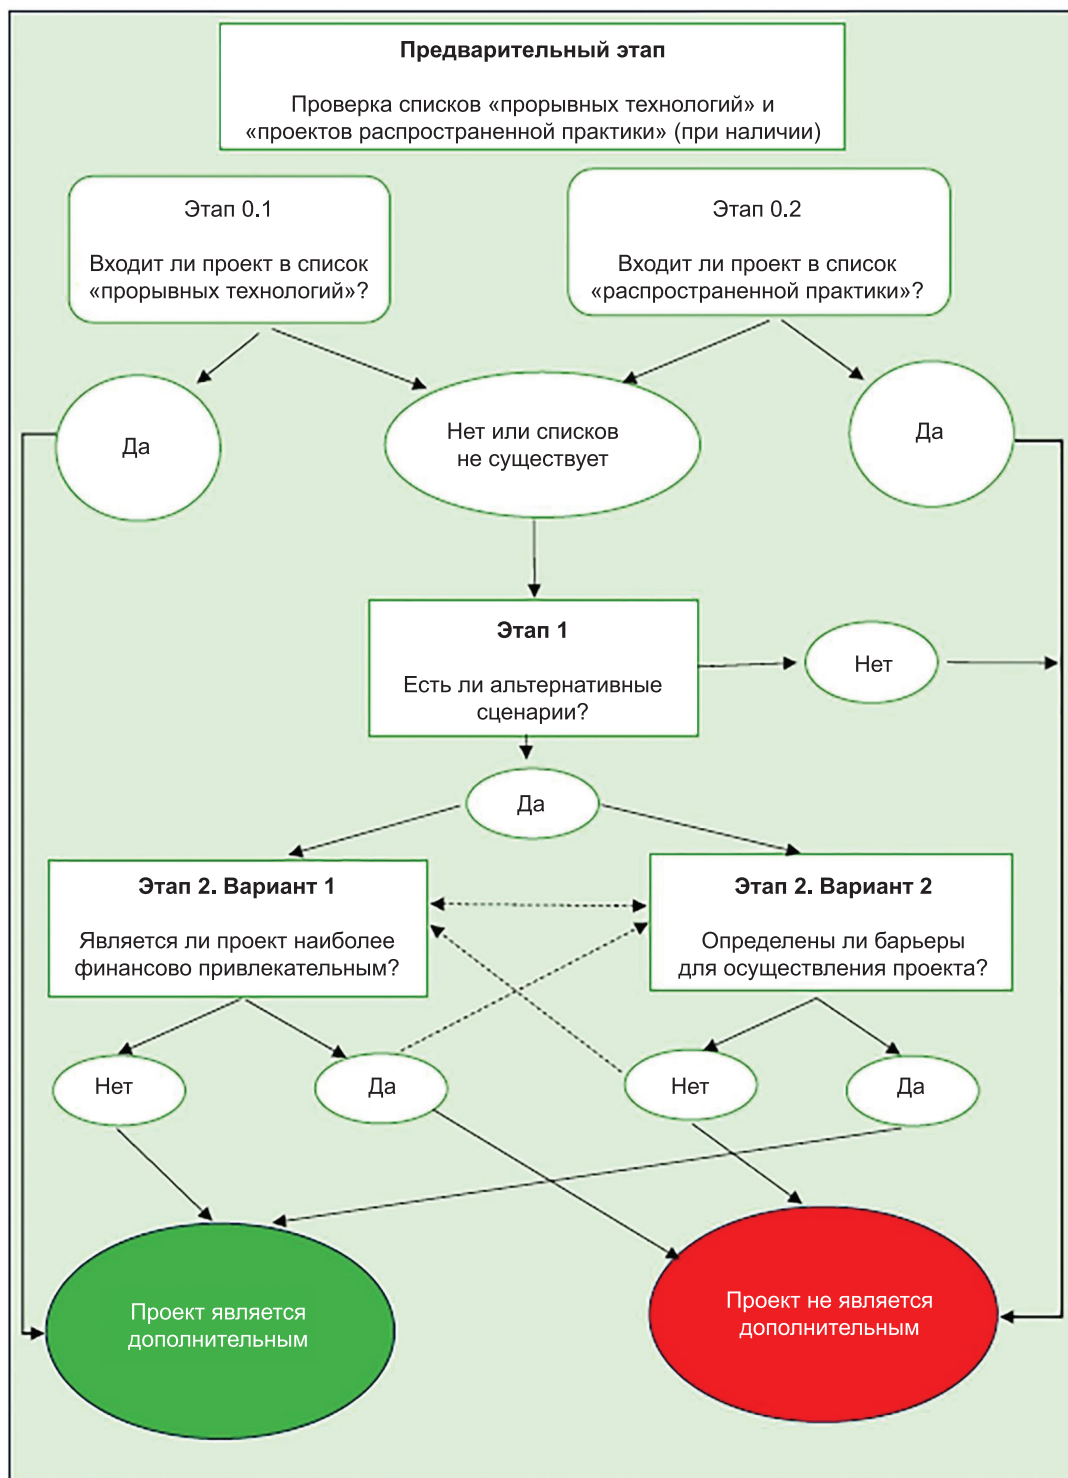 Предварительный этап
Проверка списков «прорывных технологий» и
«проектов распространенной практики» (при наличии)
Этап 0.1
Входит ли проект в список
«прорывных технологий»?
Этап 0.2
Входит ли проект в список
«распространенной практики»?
Да
Нет или списков
не существует
Да
Этап 1
Есть ли альтернативные
сценарии?
Нет
Да
Этап 2. Вариант 1
Является ли проект наиболее
финансово привлекательным?
Этап 2. Вариант 2
Определены ли барьеры
для осуществления проекта?
Нет
Да
Нет
Да
Проект является
дополнительным
Проект не является
дополнительным